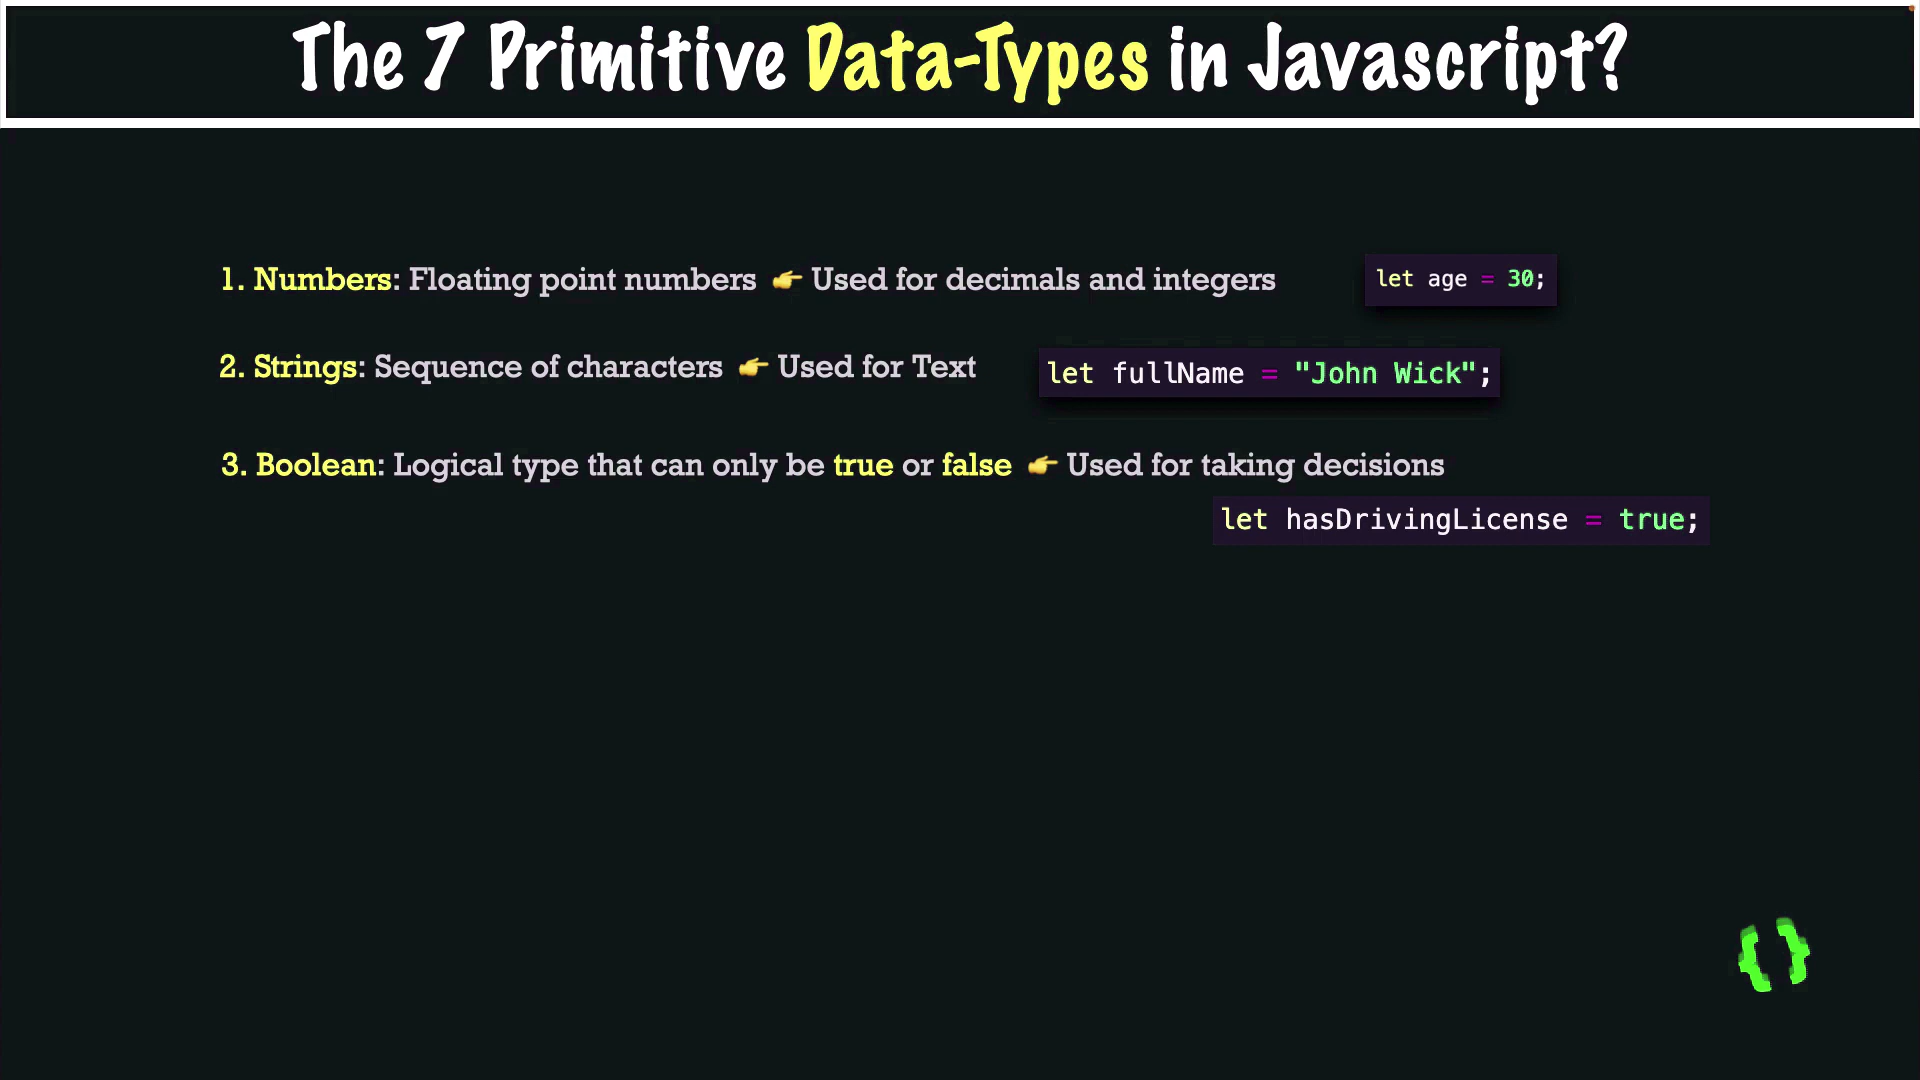 The 7 Primitive Data-Types in Javascript?
1. Numbers: Floating point numbers 👉 Used for decimals and integers
let age = 30;
2. Strings: Sequence of characters 👉 Used for Text
let fullName = "John Wick";
3. Boolean: Logical type that can only be true or false 👉 Used for taking decisions
let hasDrivingLicense = true;
{ }